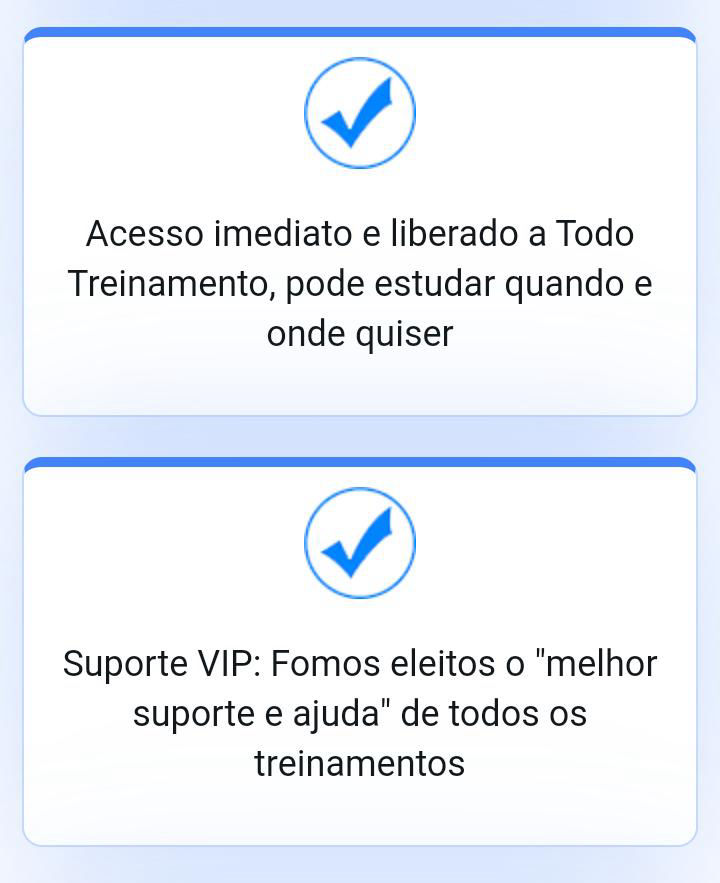 Acesso imediato e liberado a Todo
Treinamento, pode estudar quando e
onde quiser
Suporte VIP: Fomos eleitos o "melhor
suporte e ajuda" de todos os
treinamentos